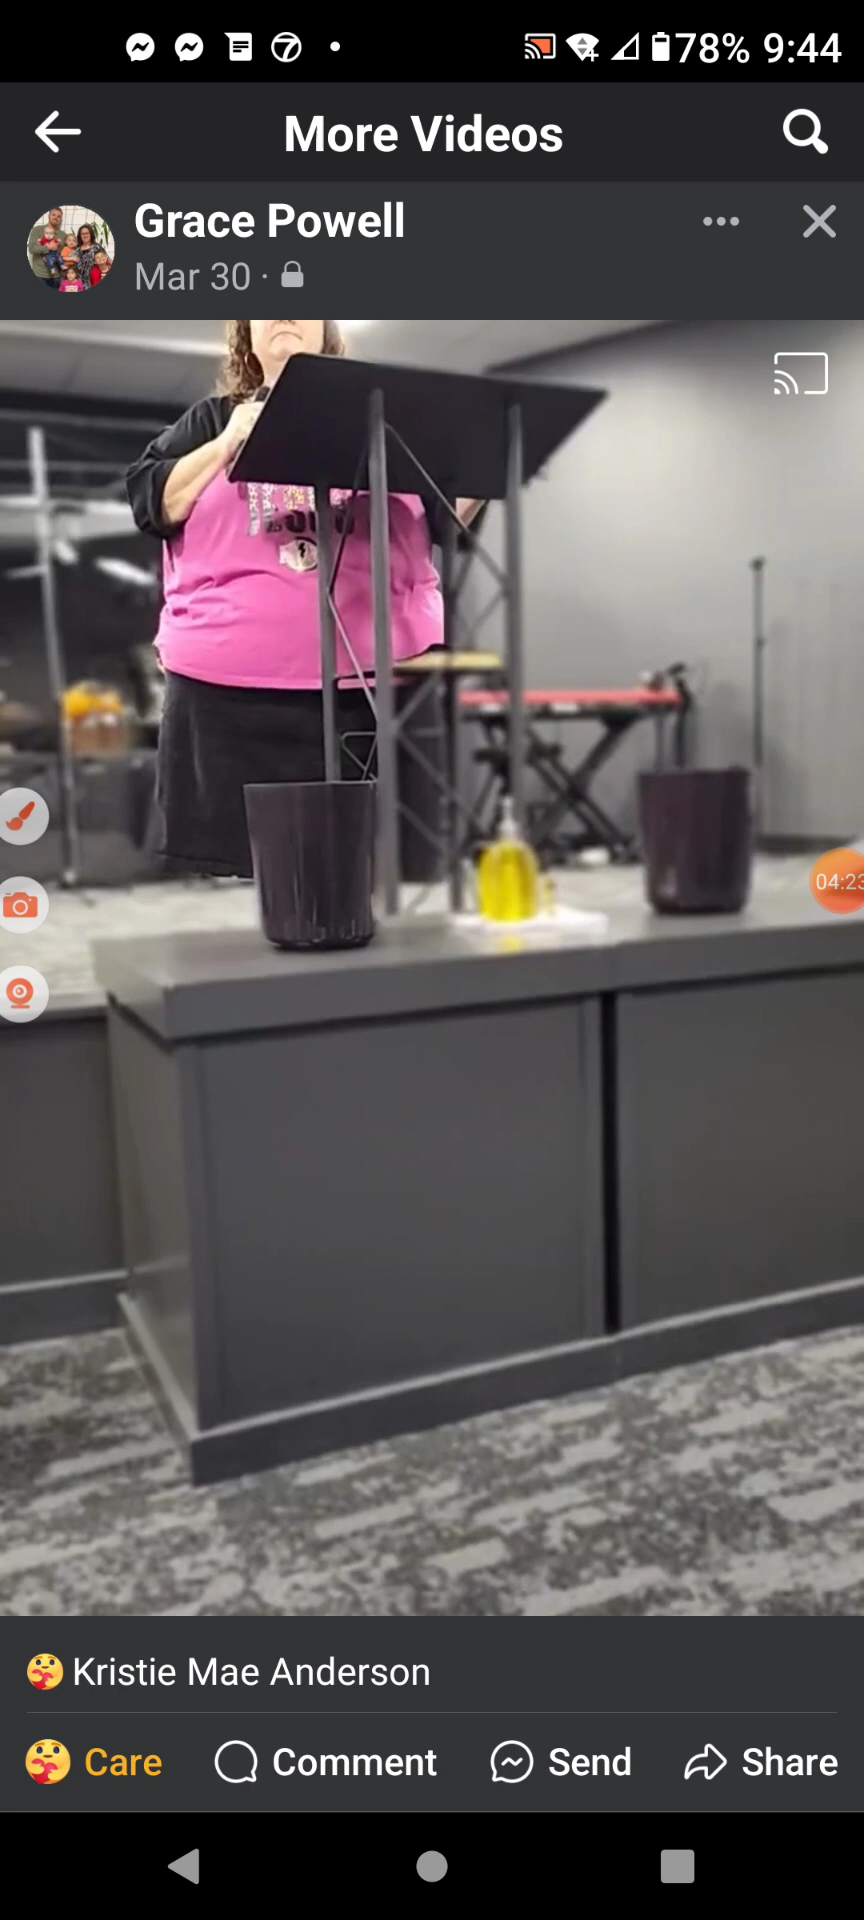 78% 9:44
More Videos
Grace Powell
Mar 30 ·
04:23
Kristie Mae Anderson
Care Comment Send Share